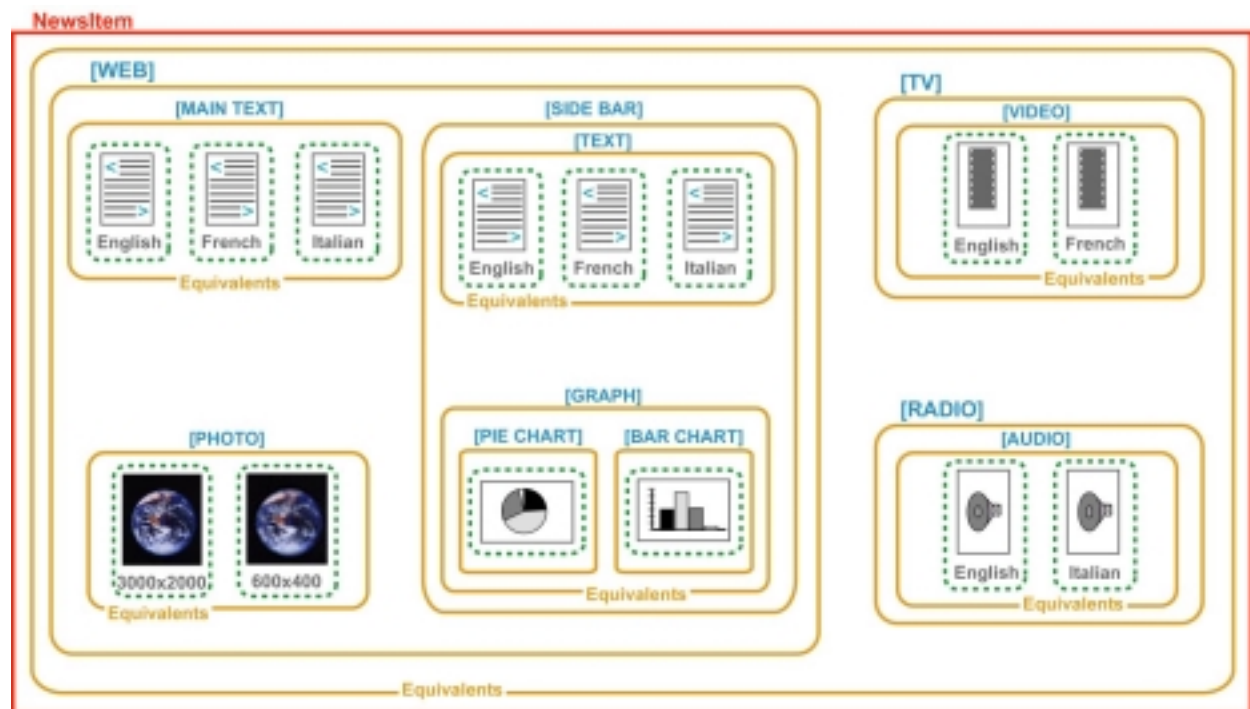 NewsItem
[WEB]
[MAIN TEXT]
<
>
English
<
>
French
<
>
Italian
Equivalents
[SIDE BAR]
[TEXT]
<
>
English
<
>
French
<
>
Italian
Equivalents
[PHOTO]
3000x2000
600x400
Equivalents
[GRAPH]
[PIE CHART]
[BAR CHART]
Equivalents
[TV]
[VIDEO]
English
French
Equivalents
[RADIO]
[AUDIO]
English
Italian
Equivalents
Equivalents